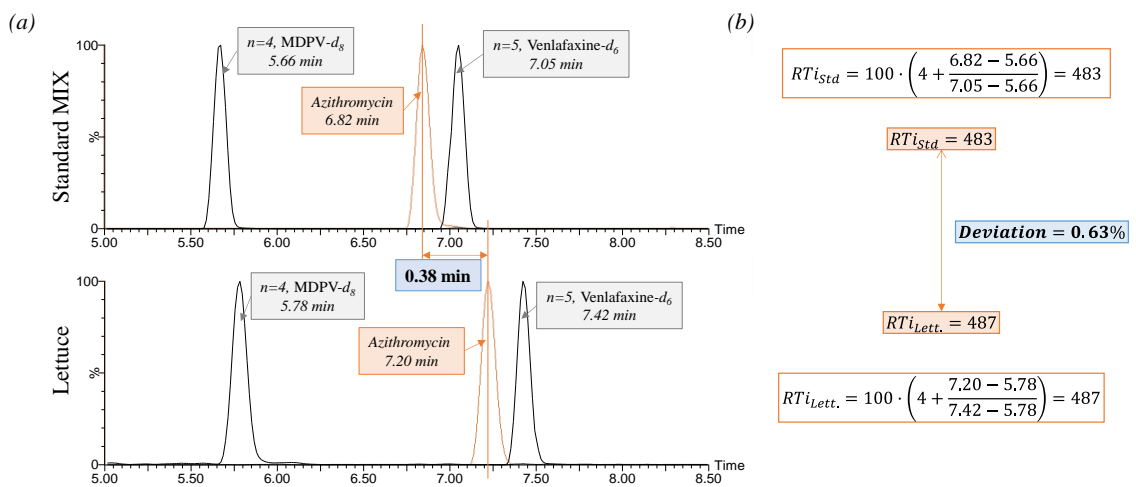 (a)
Standard MIX
%
100
0
n=4, MDPV-d8
5.66 min
Azithromycin
6.82 min
n=5, Venlafaxine-d6
7.05 min
5.00 5.50 6.00 6.50 7.00 7.50 8.00 8.50
Time
0.38 min
Lettuce
%
100
0
n=4, MDPV-d8
5.78 min
Azithromycin
7.20 min
n=5, Venlafaxine-d6
7.42 min
5.00 5.50 6.00 6.50 7.00 7.50 8.00 8.50
Time
(b)
RTi_Std = 100 · (4 + (6.82 − 5.66)/(7.05 − 5.66)) = 483
RTi_Std = 483
Deviation = 0.63%
RTi_Lett. = 487
RTi_Lett. = 100 · (4 + (7.20 − 5.78)/(7.42 − 5.78)) = 487